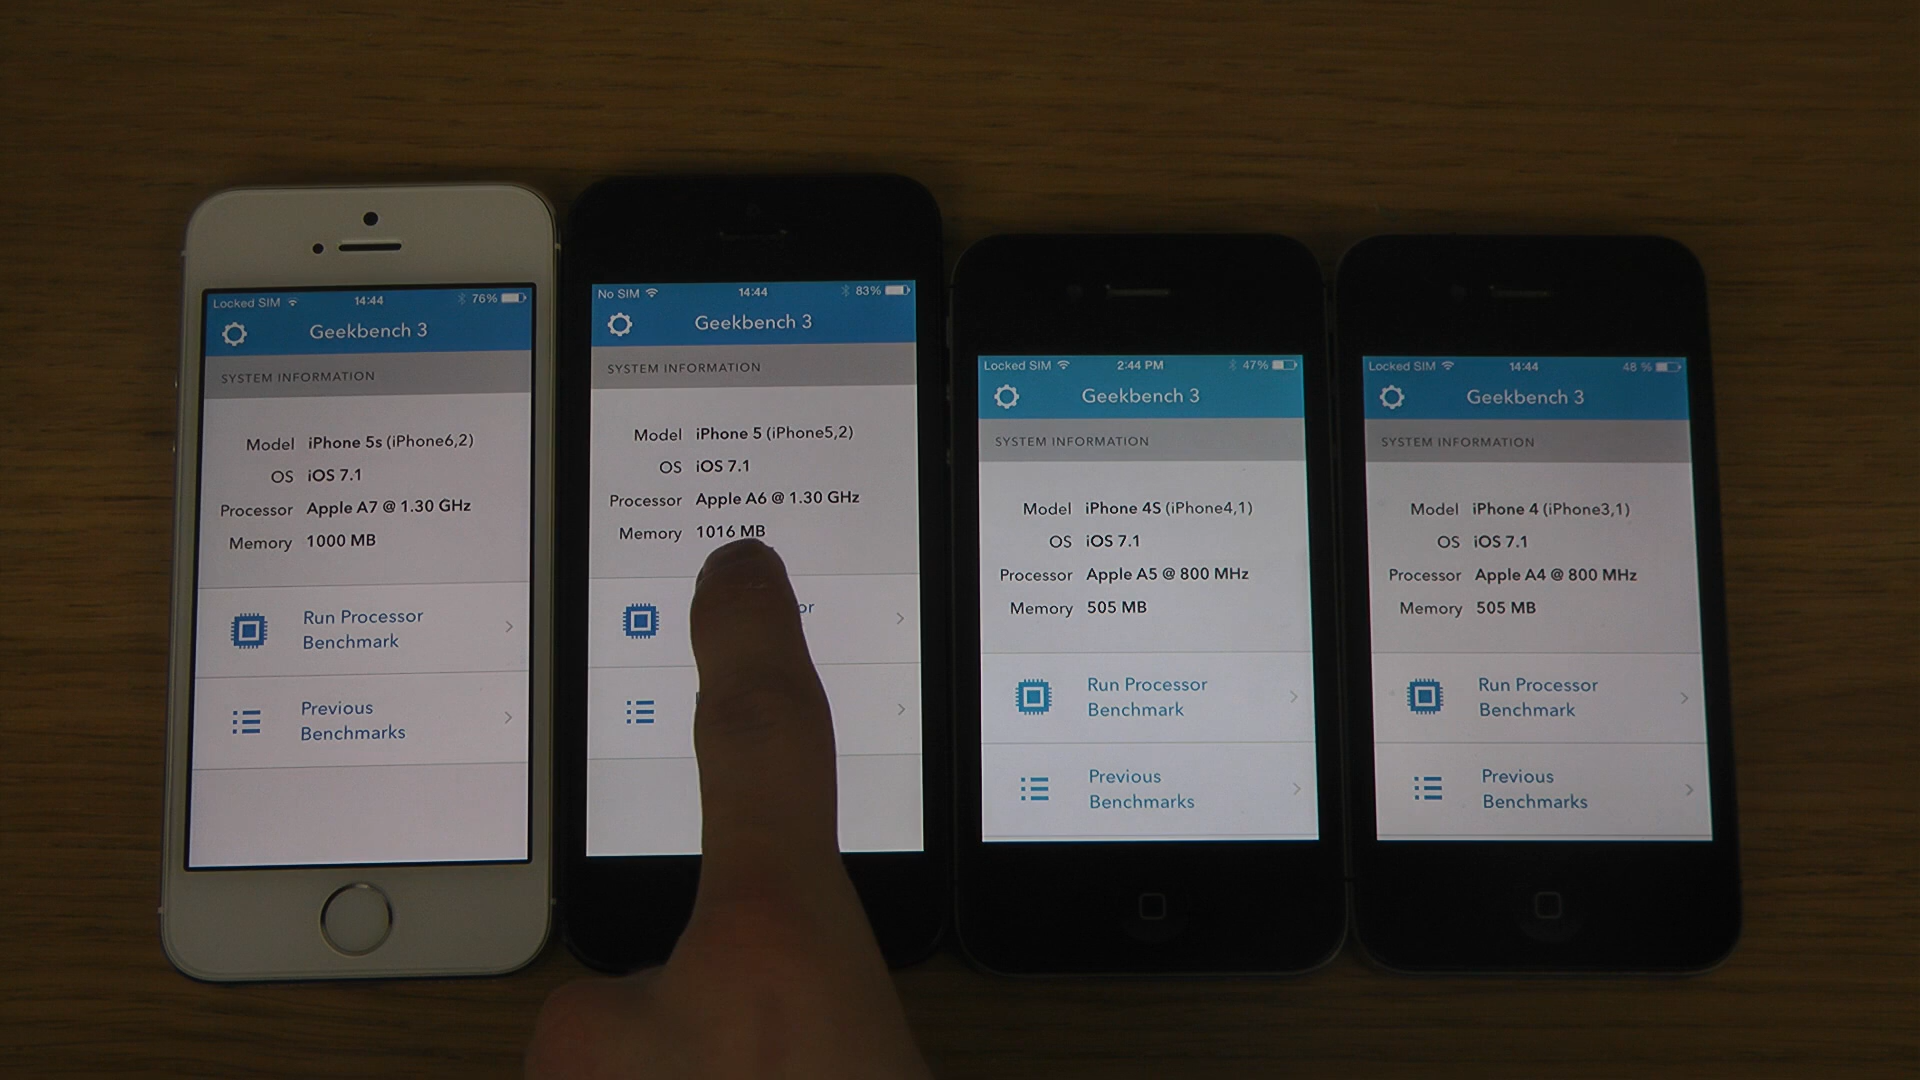 Locked SIM 14:44 76%
Geekbench 3
SYSTEM INFORMATION
Model iPhone 5s (iPhone6,2)
OS iOS 7.1
Processor Apple A7 @ 1.30 GHz
Memory 1000 MB
Run Processor
Benchmark
Previous
Benchmarks
No SIM 14:44 83%
Geekbench 3
SYSTEM INFORMATION
Model iPhone 5 (iPhone5,2)
OS iOS 7.1
Processor Apple A6 @ 1.30 GHz
Memory 1016 MB
Locked SIM 2:44 PM 47%
Geekbench 3
SYSTEM INFORMATION
Model iPhone 4S (iPhone4,1)
OS iOS 7.1
Processor Apple A5 @ 800 MHz
Memory 505 MB
Run Processor
Benchmark
Previous
Benchmarks
Locked SIM 14:44 48 %
Geekbench 3
SYSTEM INFORMATION
Model iPhone 4 (iPhone3,1)
OS iOS 7.1
Processor Apple A4 @ 800 MHz
Memory 505 MB
Run Processor
Benchmark
Previous
Benchmarks